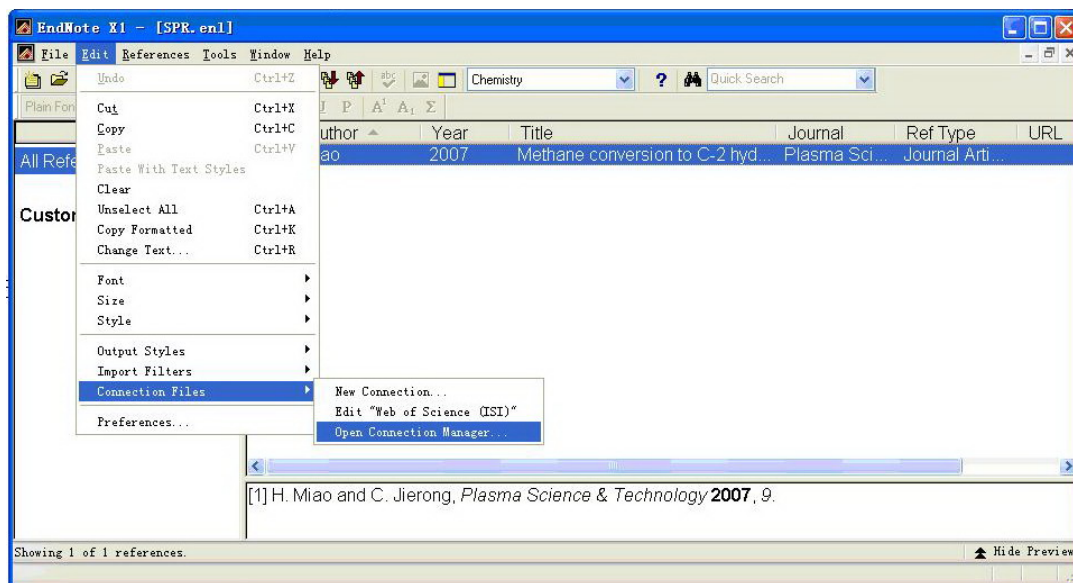 EndNote X1 - [SPR.enl]
File Edit References Tools Window Help
Chemistry
Quick Search
Plain Fon
P A¹ A₁ Σ
Undo Ctrl+Z
Cut Ctrl+X
Copy Ctrl+C
Paste Ctrl+V
Paste With Text Styles
Clear
Unselect All Ctrl+A
Copy Formatted Ctrl+K
Change Text... Ctrl+R
Font
Size
Style
Output Styles
Import Filters
Connection Files
Preferences...
New Connection...
Edit "Web of Science (ISI)"
Open Connection Manager...
uthor Year Title Journal Ref Type URL
All Refe
ao 2007 Methane conversion to C-2 hyd... Plasma Sci... Journal Arti...
Custor
[1] H. Miao and C. Jierong, Plasma Science & Technology 2007, 9.
Showing 1 of 1 references.
Hide Preview